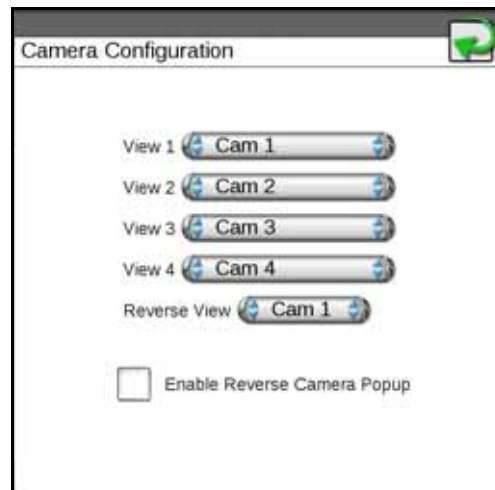 Camera Configuration
View 1 Cam 1
View 2 Cam 2
View 3 Cam 3
View 4 Cam 4
Reverse View Cam 1
Enable Reverse Camera Popup